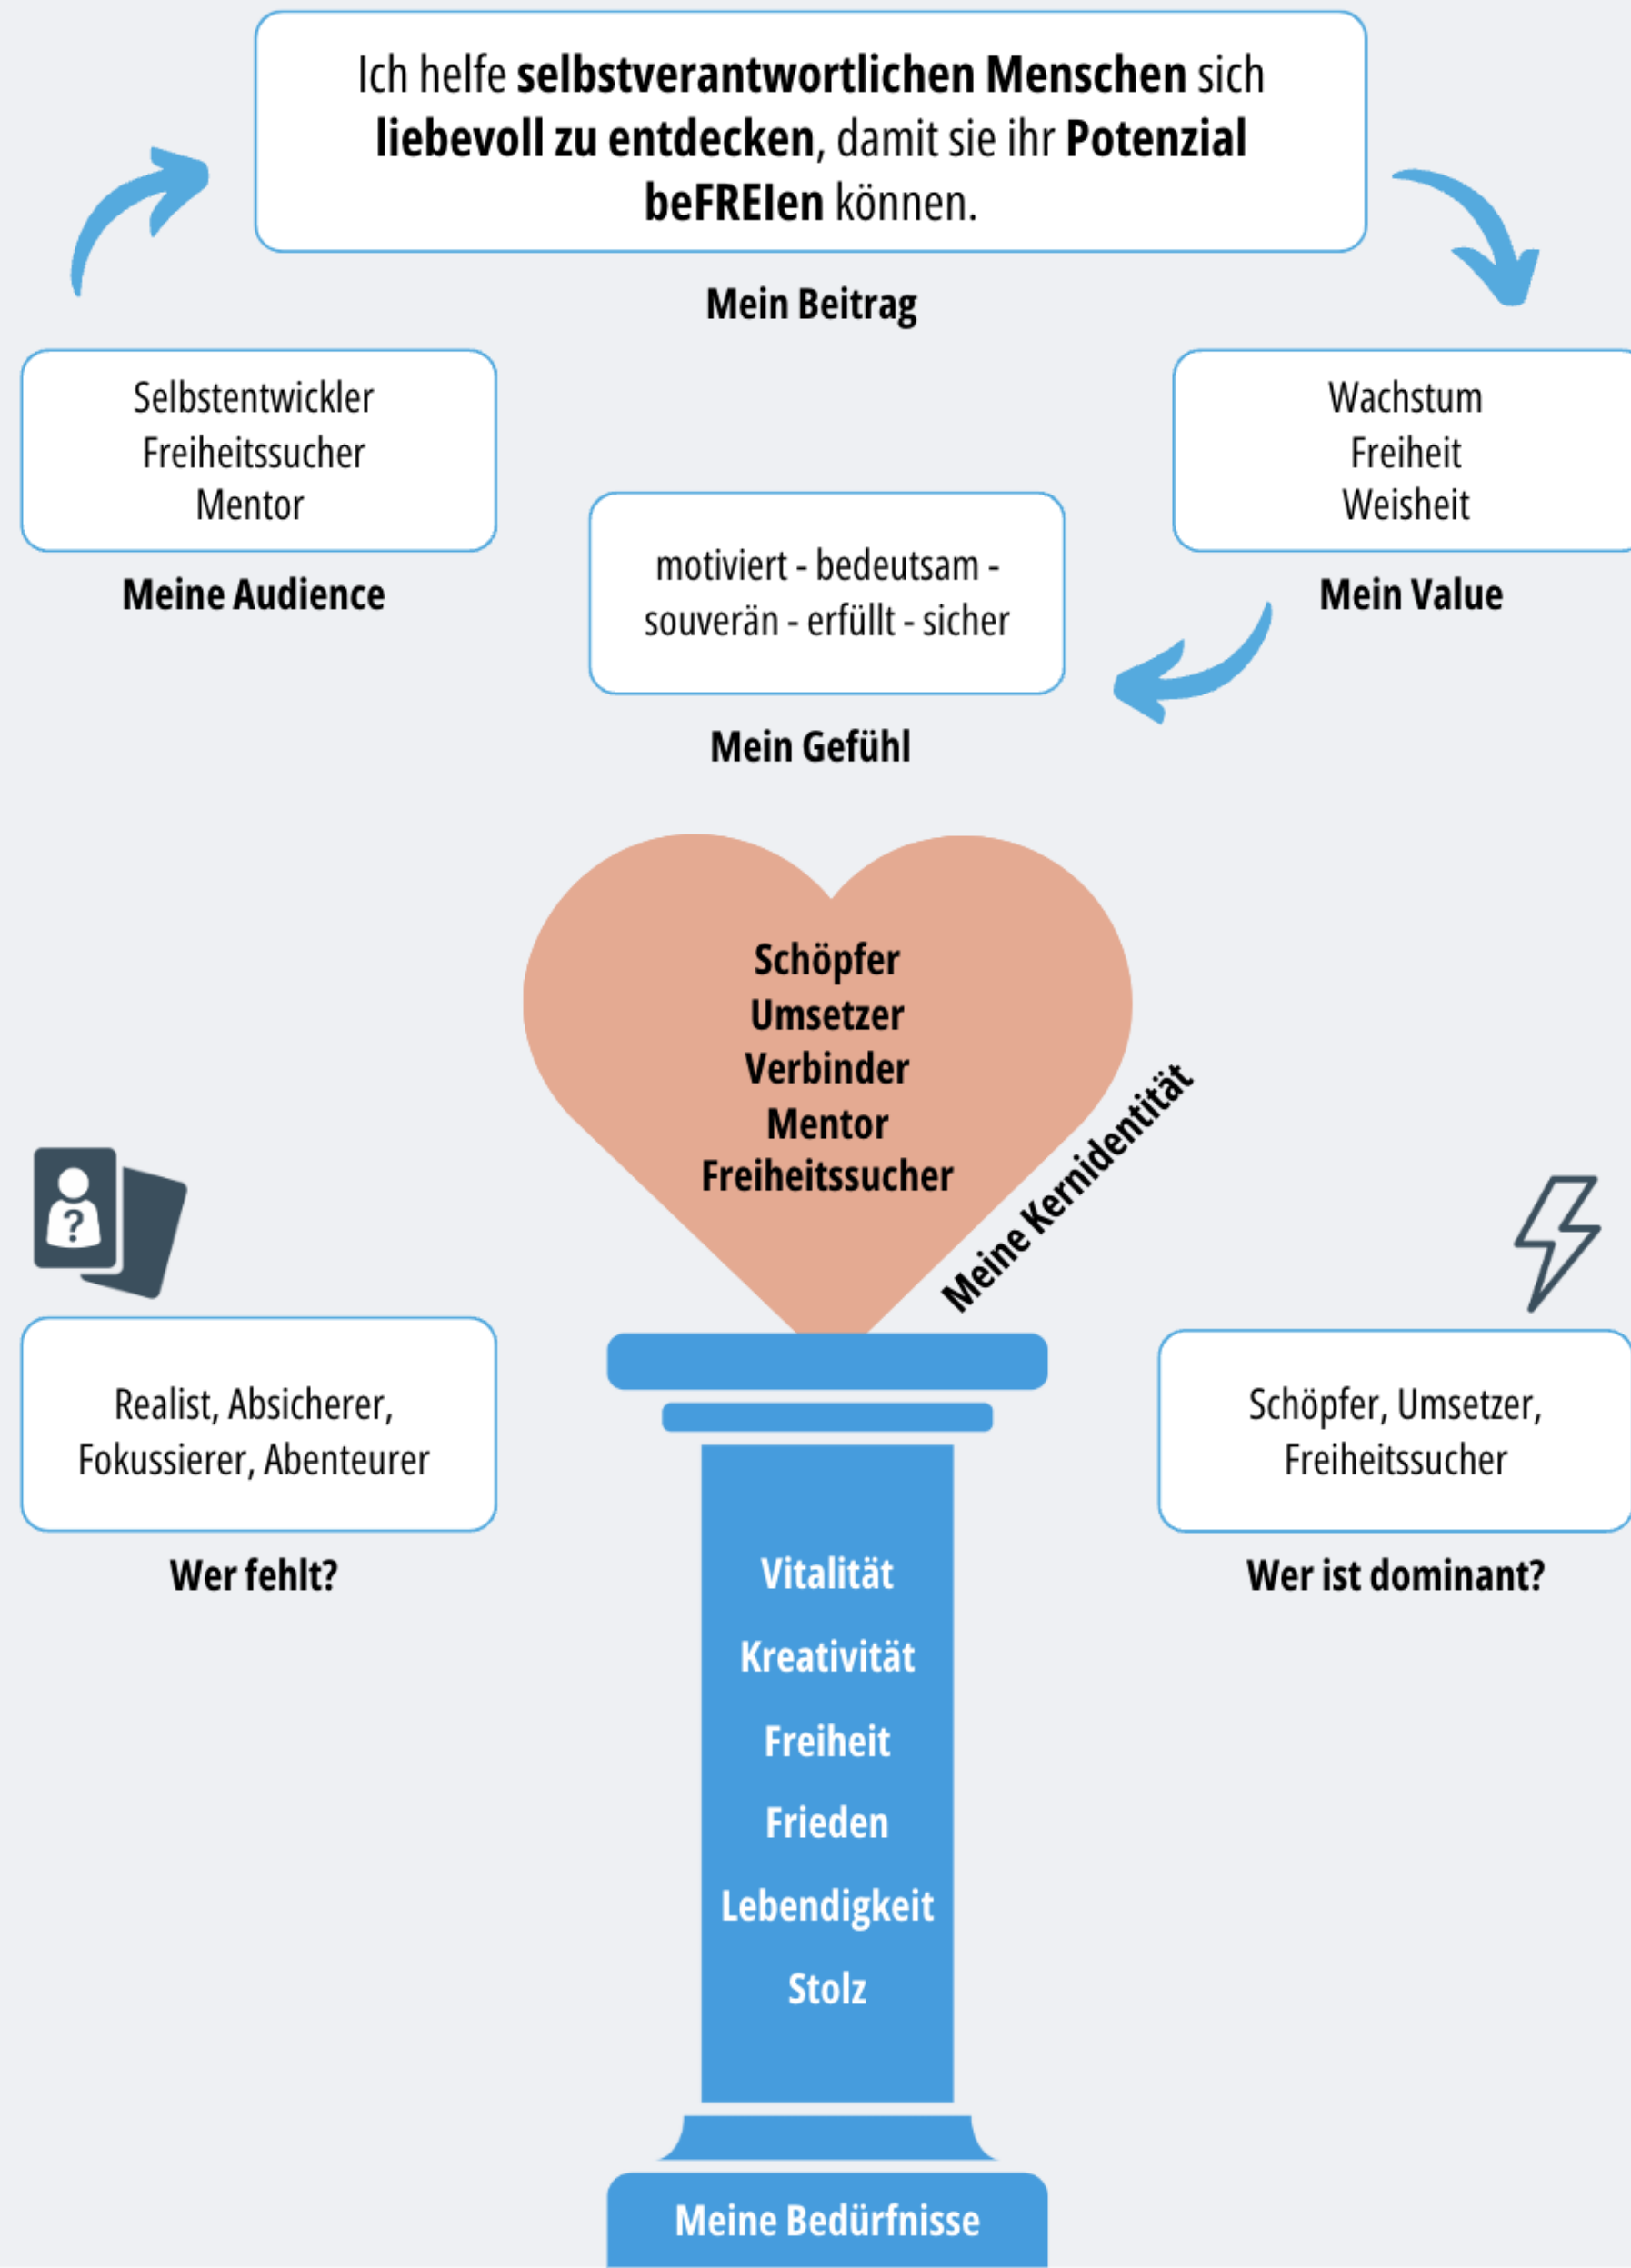 Ich helfe selbstverantwortlichen Menschen sich
liebevoll zu entdecken, damit sie ihr Potenzial
beFREIen können.
Mein Beitrag
Selbstentwickler
Freiheitssucher
Mentor
Meine Audience
Wachstum
Freiheit
Weisheit
Mein Value
motiviert - bedeutsam -
souverän - erfüllt - sicher
Mein Gefühl
Schöpfer
Umsetzer
Verbinder
Mentor
Freiheitssucher
Meine Kernidentität
?
Realist, Absicherer,
Fokussierer, Abenteurer
Wer fehlt?
Schöpfer, Umsetzer,
Freiheitssucher
Wer ist dominant?
Vitalität
Kreativität
Freiheit
Frieden
Lebendigkeit
Stolz
Meine Bedürfnisse